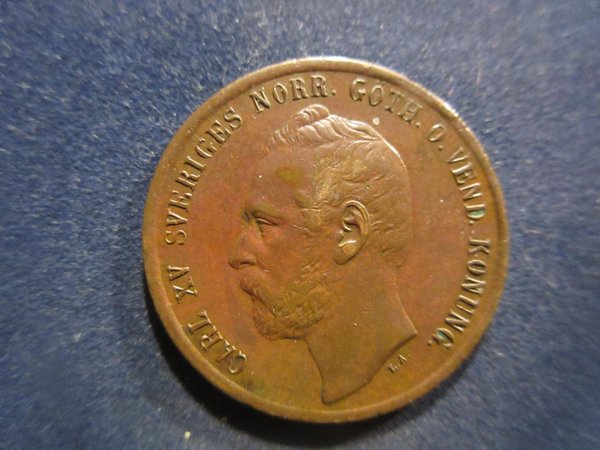 CARL XV SVERIGES NORR. GÖTH. O. VEND. KONUNG.
L.A.